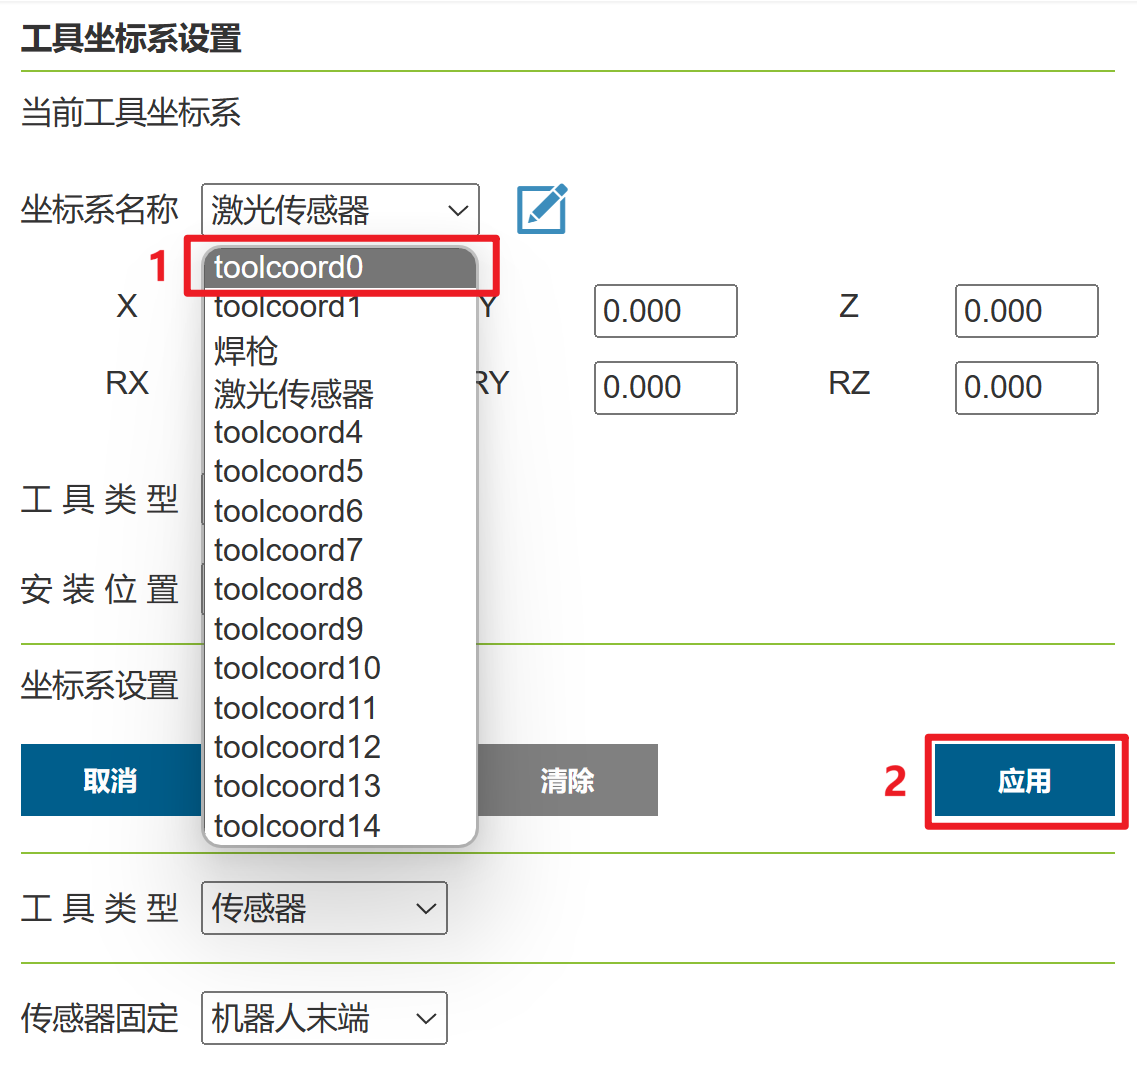 工具坐标系设置
当前工具坐标系
坐标系名称 激光传感器
1 toolcoord0
X toolcoord1 Y 0.000 Z 0.000
焊枪
RX RY 0.000 RZ 0.000
激光传感器
toolcoord4
toolcoord5
工具类型 toolcoord6
toolcoord7
安装位置 toolcoord8
toolcoord9
坐标系设置 toolcoord10
toolcoord11
toolcoord12
取消 toolcoord13 清除 2 应用
toolcoord14
工具类型 传感器
传感器固定 机器人末端